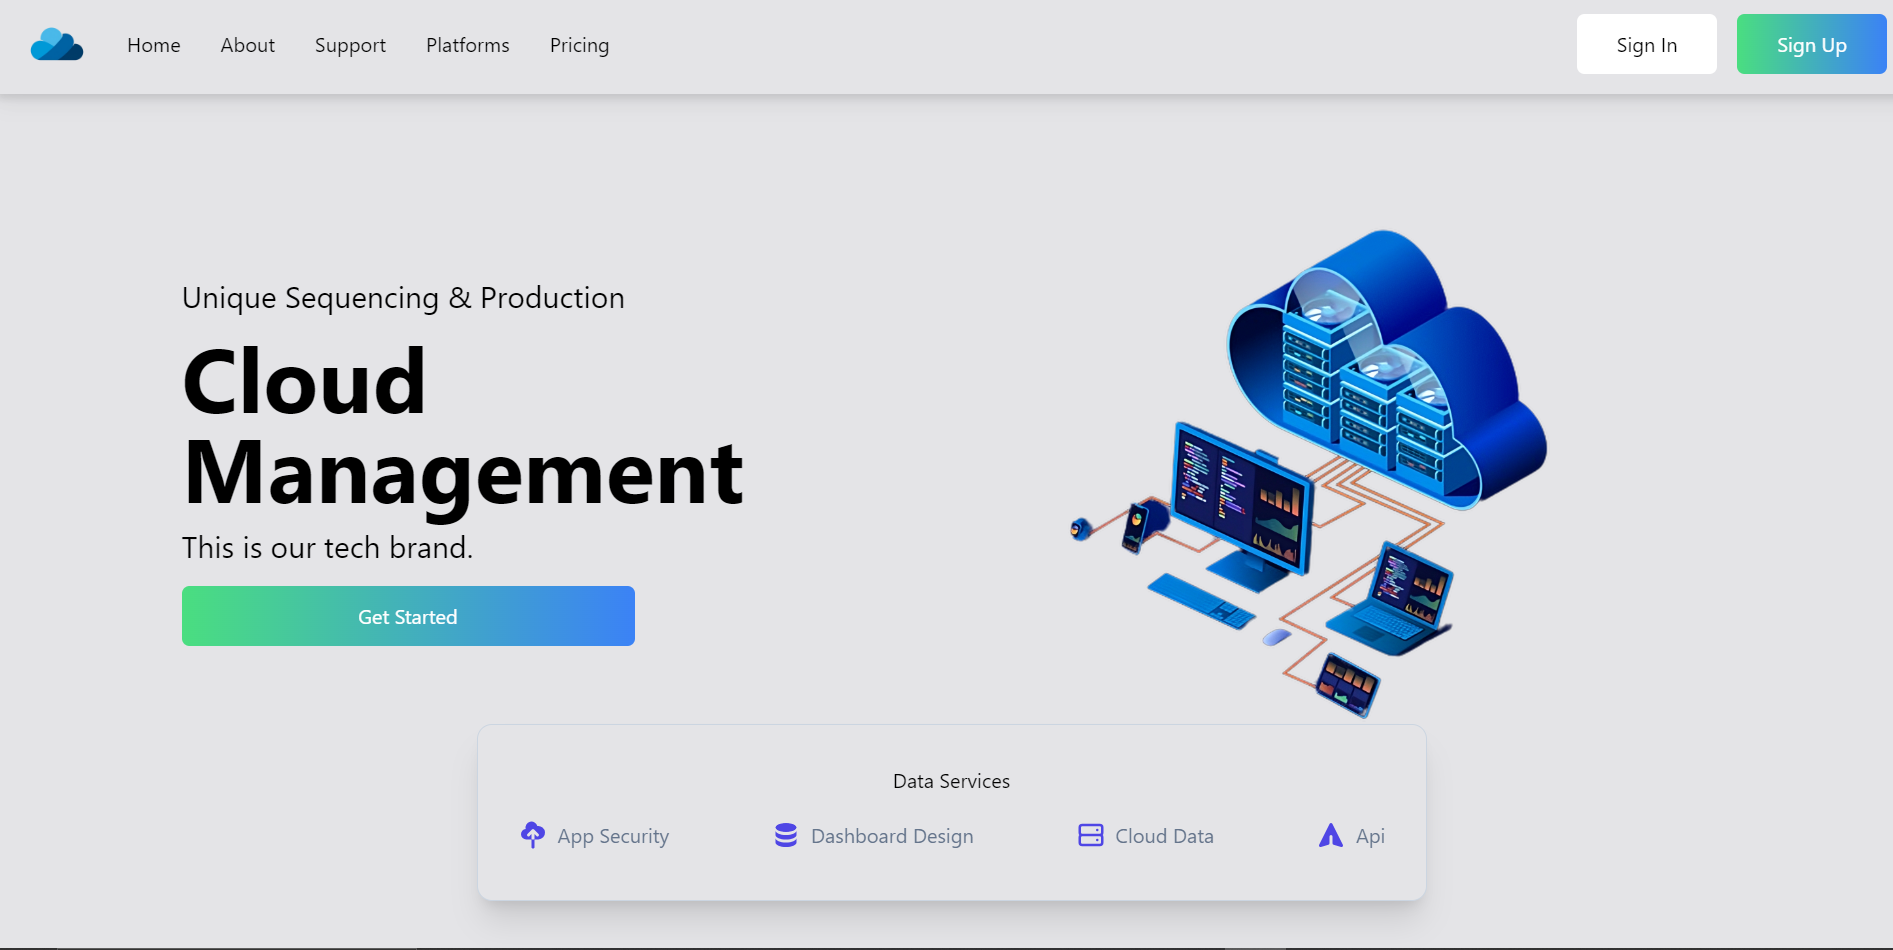 Home About Support Platforms Pricing Sign In Sign Up
Unique Sequencing & Production
Cloud
Management
This is our tech brand.
Get Started
Data Services
App Security Dashboard Design Cloud Data Api